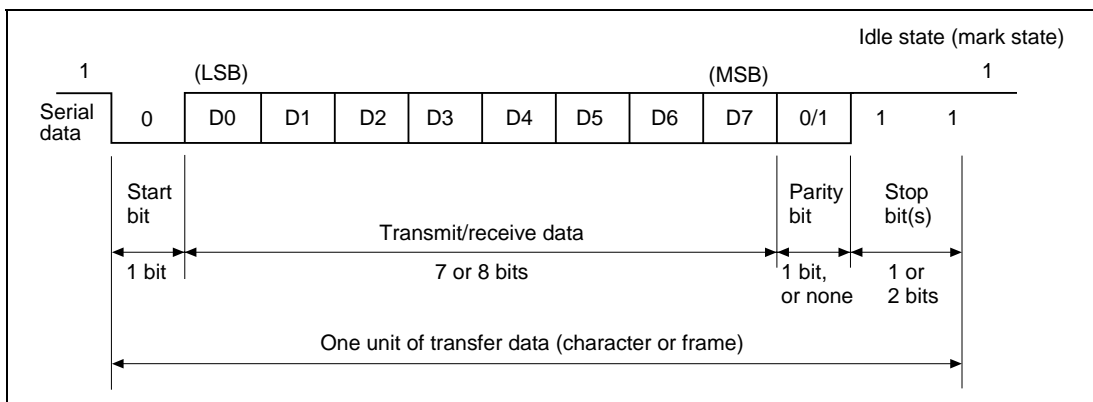 Idle state (mark state)
1 (LSB) (MSB) 1
Serial
data
0 D0 D1 D2 D3 D4 D5 D6 D7 0/1 1 1
Start
bit
Parity
bit
Stop
bit(s)
Transmit/receive data
1 bit
7 or 8 bits
1 bit,
or none
1 or
2 bits
One unit of transfer data (character or frame)